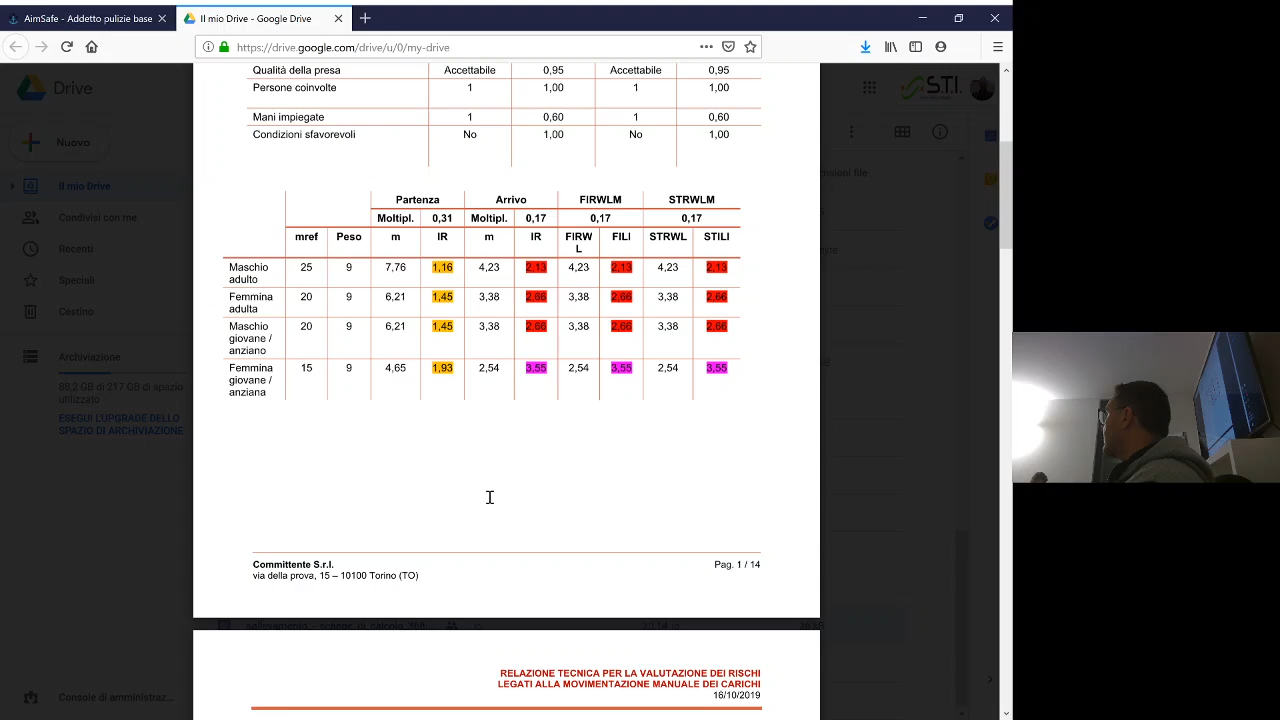 AimSafe - Addetto pulizie base
Il mio Drive - Google Drive
https://drive.google.com/drive/u/0/my-drive
Drive
S.T.I.
Nuovo
Il mio Drive
Condivisi con me
Recenti
Speciali
Cestino
Archiviazione
88,2 GB di 217 GB di spazio
utilizzato
ESEGUI L'UPGRADE DELLO
SPAZIO DI ARCHIVIAZIONE
Console di amministraz...
Qualità della presa Accettabile 0,95 Accettabile 0,95
Persone coinvolte 1 1,00 1 1,00
Mani impiegate 1 0,60 1 0,60
Condizioni sfavorevoli No 1,00 No 1,00
Partenza Arrivo FIRWLM STRWLM
Moltipl. 0,31 Moltipl. 0,17 0,17 0,17
mref Peso m IR m IR FIRW FILI STRWL STILI
L
Maschio 25 9 7,76 1,16 4,23 2,13 4,23 2,13 4,23 2,13
adulto
Femmina 20 9 6,21 1,45 3,38 2,66 3,38 2,66 3,38 2,66
adulta
Maschio 20 9 6,21 1,45 3,38 2,66 3,38 2,66 3,38 2,66
giovane /
anziano
Femmina 15 9 4,65 1,93 2,54 3,55 2,54 3,55 2,54 3,55
giovane /
anziana
Committente S.r.l. Pag. 1 / 14
via della prova, 15 – 10100 Torino (TO)
RELAZIONE TECNICA PER LA VALUTAZIONE DEI RISCHI
LEGATI ALLA MOVIMENTAZIONE MANUALE DEI CARICHI
16/10/2019